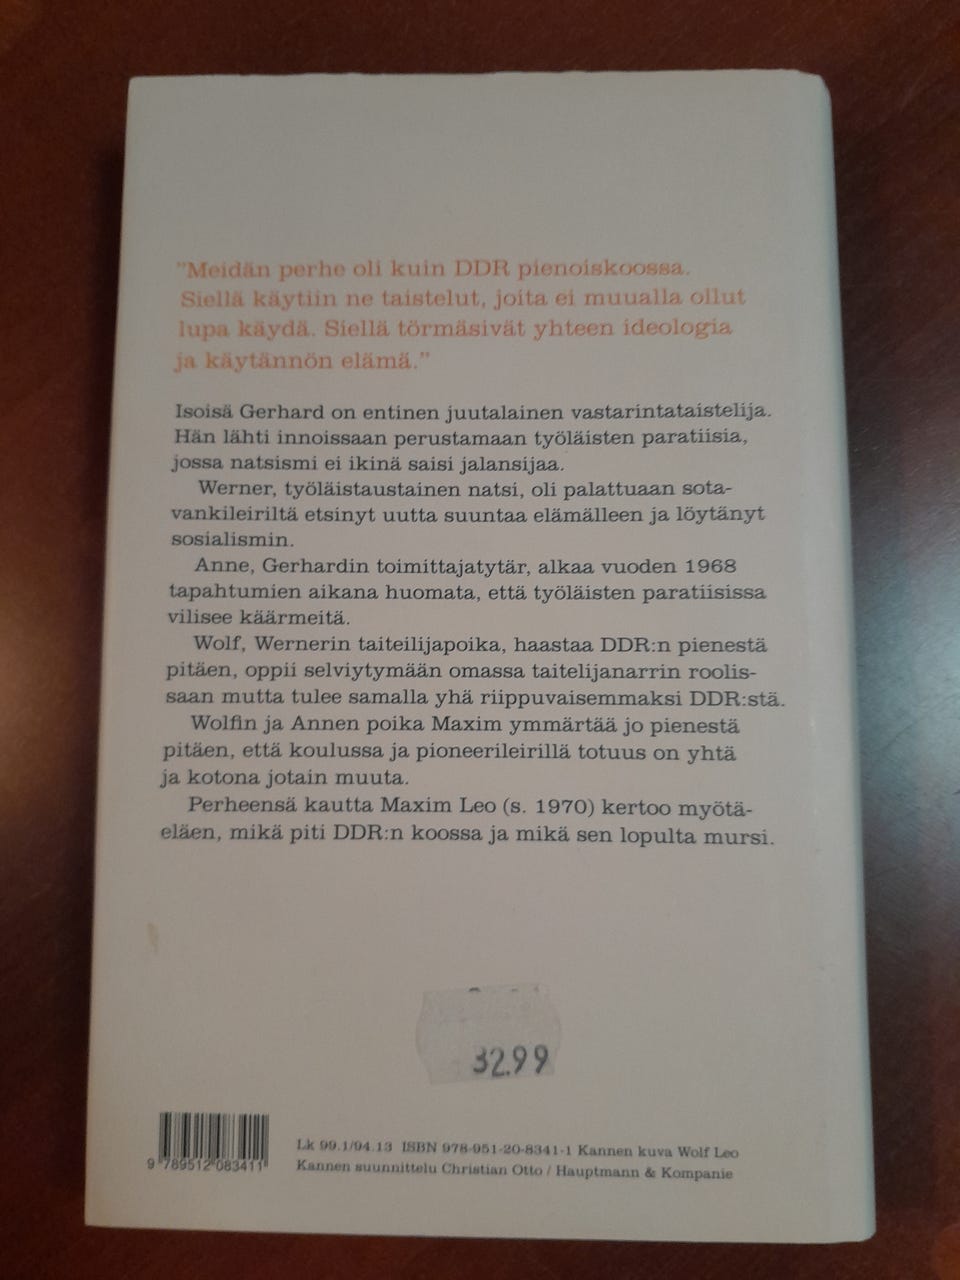 ”Meidän perhe oli kuin DDR pienoiskoossa.
Siellä käytiin ne taistelut, joita ei muualla ollut
lupa käydä. Siellä törmäsivät yhteen ideologia
ja käytännön elämä.”
Isoisä Gerhard on entinen juutalainen vastarintataistelija.
Hän lähti innoissaan perustamaan työläisten paratiisia,
jossa natsismi ei ikinä saisi jalansijaa.
Werner, työläistaustainen natsi, oli palattuaan sota-
vankileiriltä etsinyt uutta suuntaa elämälleen ja löytänyt
sosialismin.
Anne, Gerhardin toimittajatytär, alkaa vuoden 1968
tapahtumien aikana huomata, että työläisten paratiisissa
vilisee käärmeitä.
Wolf, Wernerin taiteilijapoika, haastaa DDR:n pienestä
pitäen, oppii selviytymään omassa taitelijanarrin roolis-
saan mutta tulee samalla yhä riippuvaisemmaksi DDR:stä.
Wolfin ja Annen poika Maxim ymmärtää jo pienestä
pitäen, että koulussa ja pioneerileirillä totuus on yhtä
ja kotona jotain muuta.
Perheensä kautta Maxim Leo (s. 1970) kertoo myötä-
eläen, mikä piti DDR:n koossa ja mikä sen lopulta mursi.
32.99
Lk 99.1/94.13 ISBN 978-951-20-8341-1 Kannen kuva Wolf Leo
Kannen suunnittelu Christian Otto / Hauptmann & Kompanie
9 789512 083411